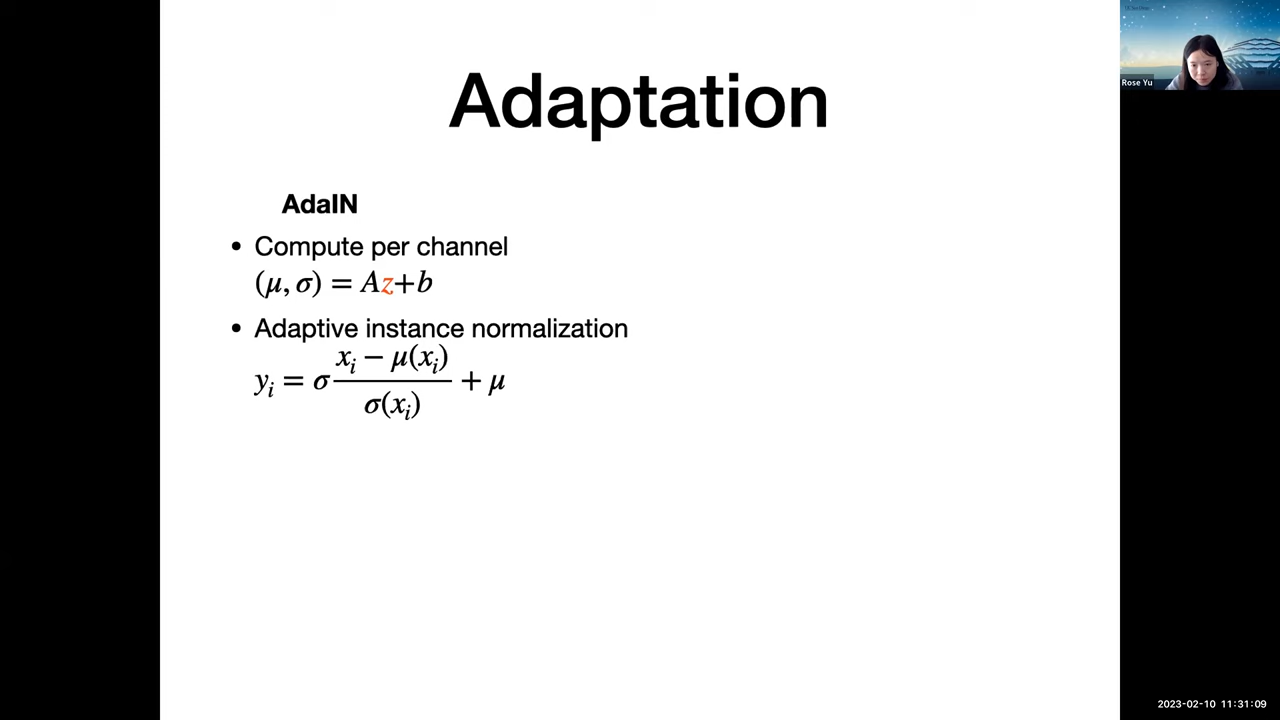 Adaptation
AdaIN
• Compute per channel
(μ, σ) = Az+b
• Adaptive instance normalization
y_i = σ (x_i − μ(x_i)) / σ(x_i) + μ
Rose Yu
2023-02-10 11:31:09